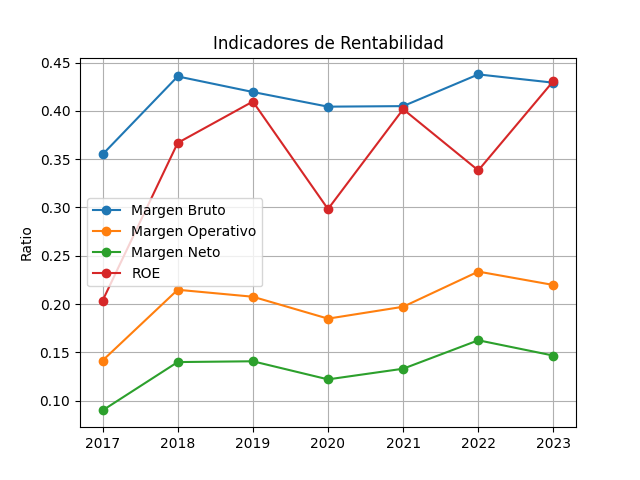 Indicadores de Rentabilidad
0.45
0.40
0.35
0.30
0.25
0.20
0.15
0.10
Ratio
Margen Bruto
Margen Operativo
Margen Neto
ROE
2017 2018 2019 2020 2021 2022 2023